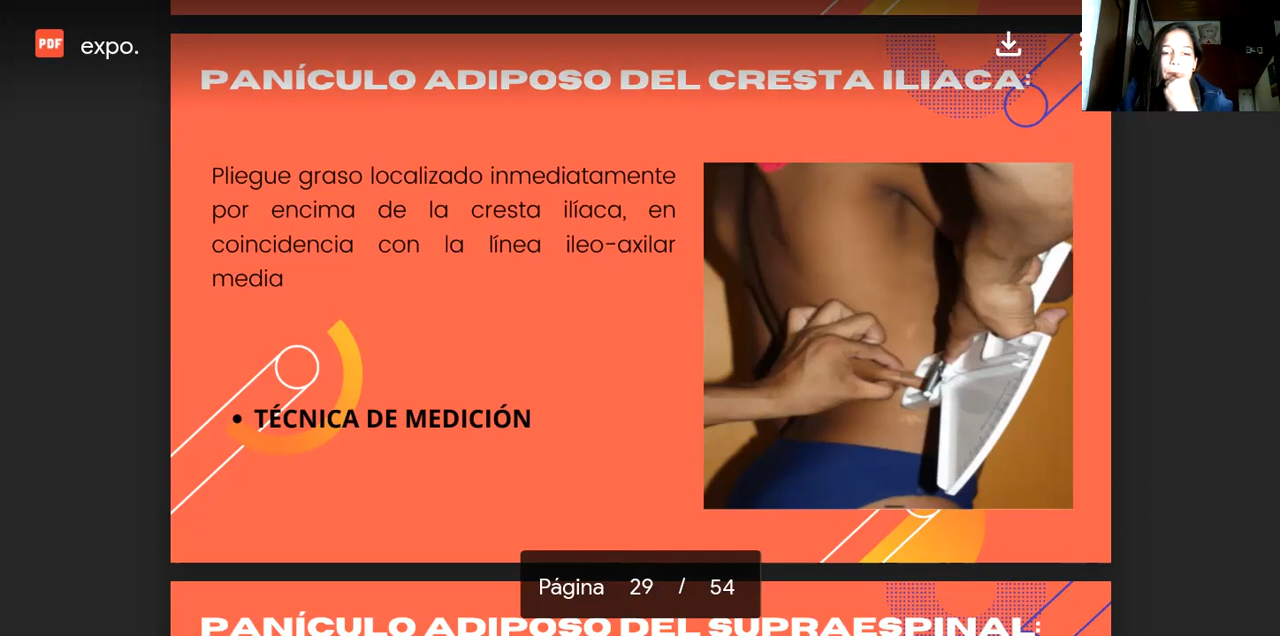 PDF expo.
PANÍCULO ADIPOSO DEL CRESTA ILIACA:
Pliegue graso localizado inmediatamente
por encima de la cresta ilíaca, en
coincidencia con la línea ileo-axilar
media
• TÉCNICA DE MEDICIÓN
Página 29 / 54
PANÍCULO ADIPOSO DEL SUPRAESPINAL: